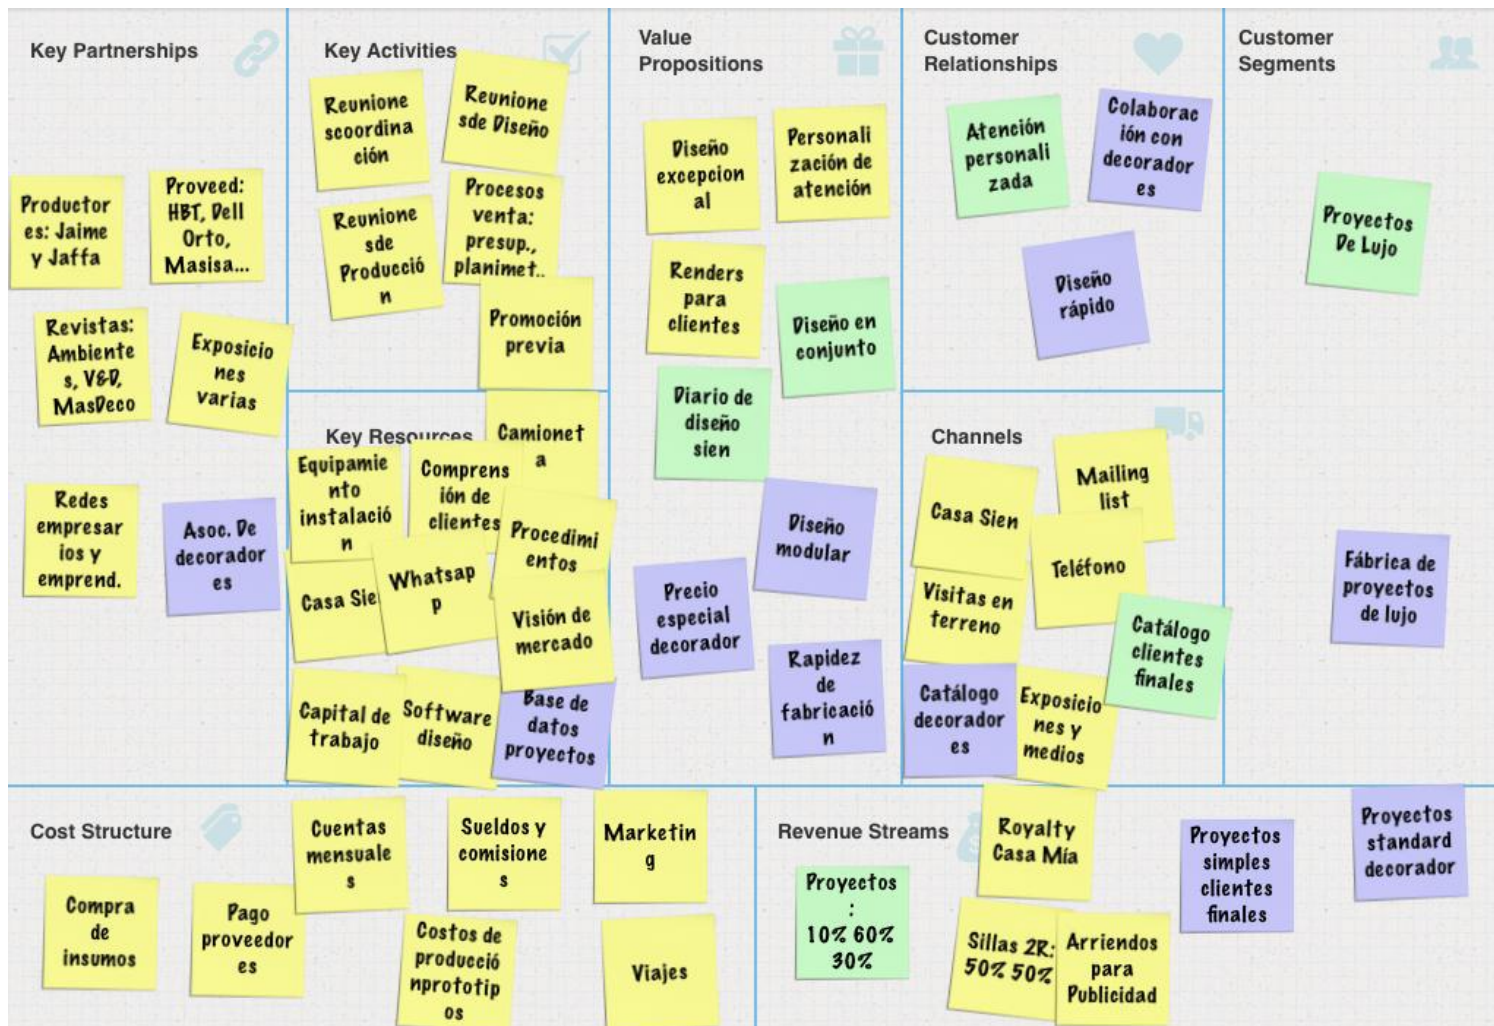 Key Partnerships
Productor
es: Jaime
y Jaffa
Proveed:
HBT, Dell
Orto,
Masisa...
Revistas:
Ambiente
s, V&D,
MasDeco
Exposicio
nes
varias
Redes
empresar
ios y
emprend.
Asoc. De
decorador
es
Key Activities
Reunione
scoordina
ción
Reunione
sde Diseño
Reunione
sde
Producció
n
Procesos
venta:
presup.,
planimet..
Promoción
previa
Key Resources
Camionet
a
Equipamie
nto
instalació
n
Comprens
ión de
clientes
Procedimi
entos
Casa Sie
Whatsap
p
Visión de
mercado
Capital de
trabajo
Software
diseño
Base de
datos
proyectos
Value
Propositions
Diseño
excepcion
al
Personali
zación de
atención
Renders
para
clientes
Diseño en
conjunto
Diario de
diseño
sien
Diseño
modular
Precio
especial
decorador
Rapidez
de
fabricació
n
Customer
Relationships
Atención
personali
zada
Colaborac
ión con
decorador
es
Diseño
rápido
Channels
Casa Sien
Mailing
list
Teléfono
Visitas en
terreno
Catálogo
clientes
finales
Catálogo
decorador
es
Exposicio
nes y
medios
Customer
Segments
Proyectos
De Lujo
Fábrica de
proyectos
de lujo
Cost Structure
Compra
de
insumos
Pago
proveedor
es
Cuentas
mensuale
s
Sueldos y
comisione
s
Costos de
producció
nprototip
os
Marketin
g
Viajes
Revenue Streams
Proyectos
:
10% 60%
30%
Royalty
Casa Mía
Sillas 2R:
50% 50%
Arriendos
para
Publicidad
Proyectos
simples
clientes
finales
Proyectos
standard
decorador